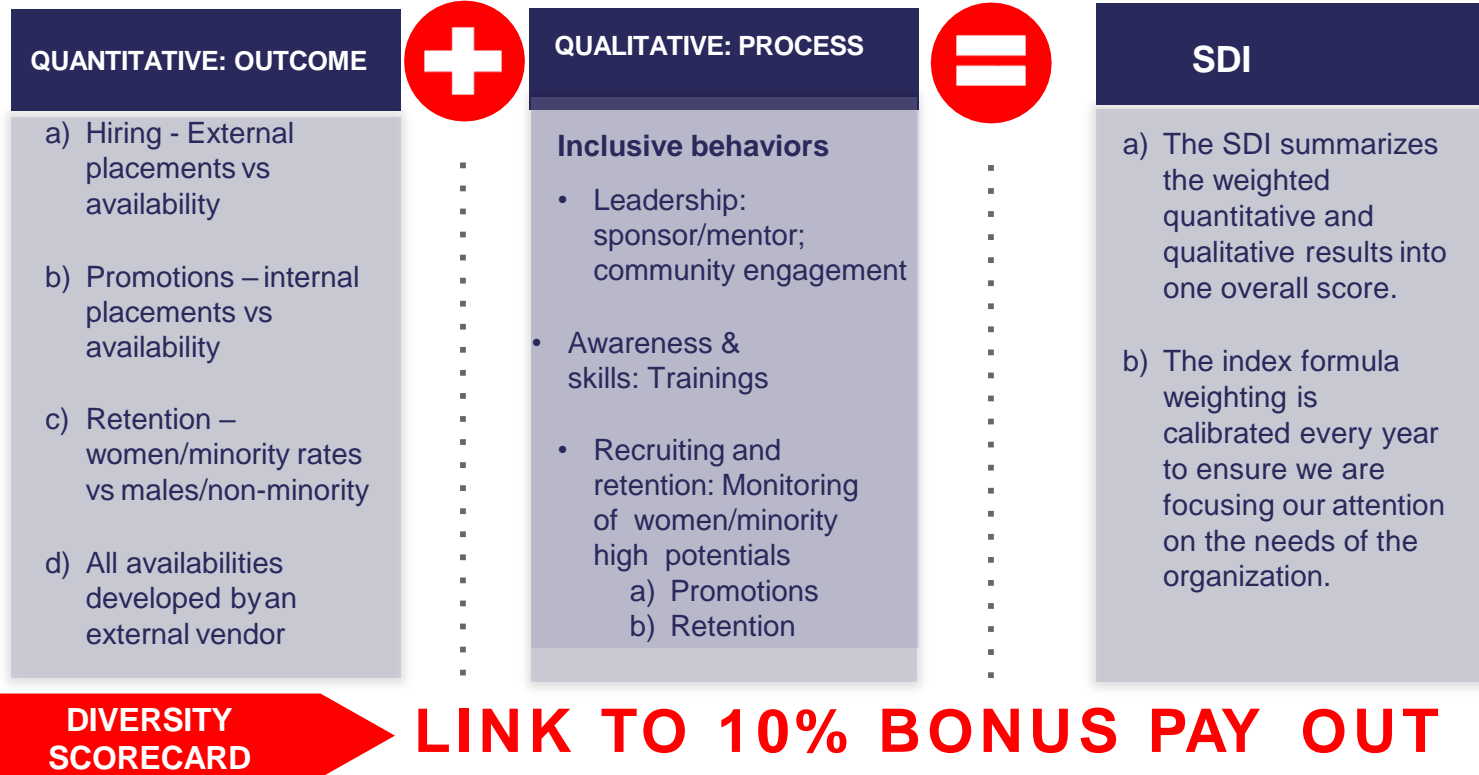 QUANTITATIVE: OUTCOME
a) Hiring - External
placements vs
availability
b) Promotions – internal
placements vs
availability
c) Retention –
women/minority rates
vs males/non-minority
d) All availabilities
developed byan
external vendor
QUALITATIVE: PROCESS
Inclusive behaviors
• Leadership:
sponsor/mentor;
community engagement
• Awareness &
skills: Trainings
• Recruiting and
retention: Monitoring
of women/minority
high potentials
a) Promotions
b) Retention
SDI
a) The SDI summarizes
the weighted
quantitative and
qualitative results into
one overall score.
b) The index formula
weighting is
calibrated every year
to ensure we are
focusing our attention
on the needs of the
organization.
DIVERSITY
SCORECARD
LINK TO 10% BONUS PAY OUT